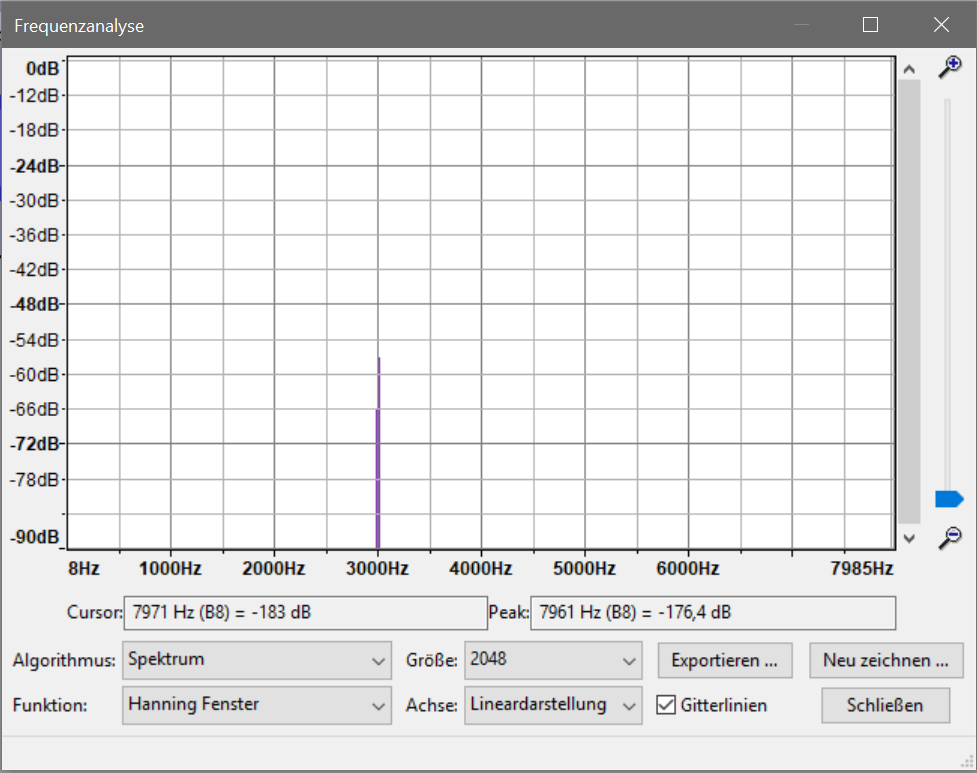 Frequenzanalyse
0dB
-12dB
-18dB
-24dB
-30dB
-36dB
-42dB
-48dB
-54dB
-60dB
-66dB
-72dB
-78dB
-90dB
8Hz 1000Hz 2000Hz 3000Hz 4000Hz 5000Hz 6000Hz 7985Hz
Cursor: 7971 Hz (B8) = -183 dB Peak: 7961 Hz (B8) = -176,4 dB
Algorithmus: Spektrum Größe: 2048 Exportieren ... Neu zeichnen ...
Funktion: Hanning Fenster Achse: Lineardarstellung Gitterlinien Schließen